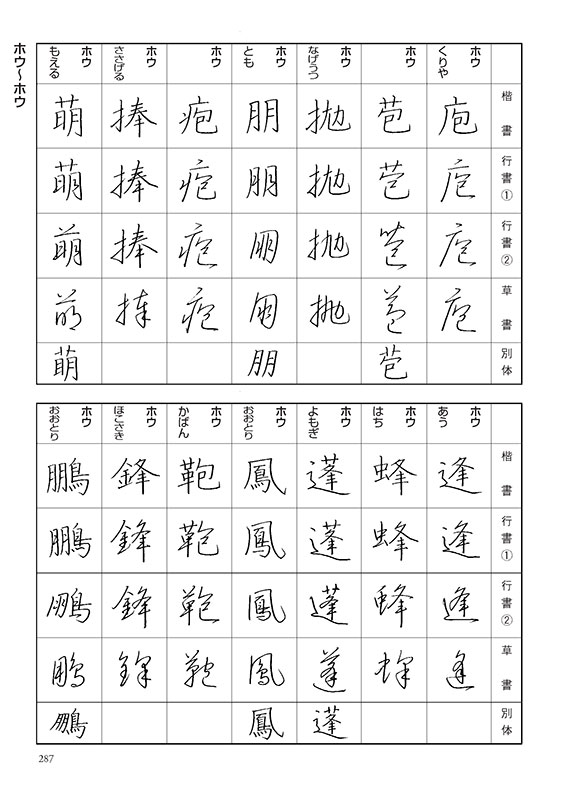 ホウ〜ホウ
楷書 行書① 行書② 草書 別体
ホウ くりや 庖 庖 庖 庖
ホウ 苞 苞 苞 苞 苞
ホウ なげうつ 抛 抛 抛 抛
ホウ とも 朋 朋 朋 朋 朋
ホウ 疱 疱 疱 疱
ホウ ささげる 捧 捧 捧 捧
ホウ もえる 萌 萌 萌 萌 萌
楷書 行書① 行書② 草書 別体
ホウ あう 逢 逢 逢 逢
ホウ はち 蜂 蜂 蜂 蜂
ホウ よもぎ 蓬 蓬 蓬 蓬 蓬
ホウ おおとり 鳳 鳳 鳳 鳳 鳳
ホウ かばん 鞄 鞄 鞄 鞄
ホウ ほこさき 鋒 鋒 鋒 鋒
ホウ おおとり 鵬 鵬 鵬 鵬 鵬
287